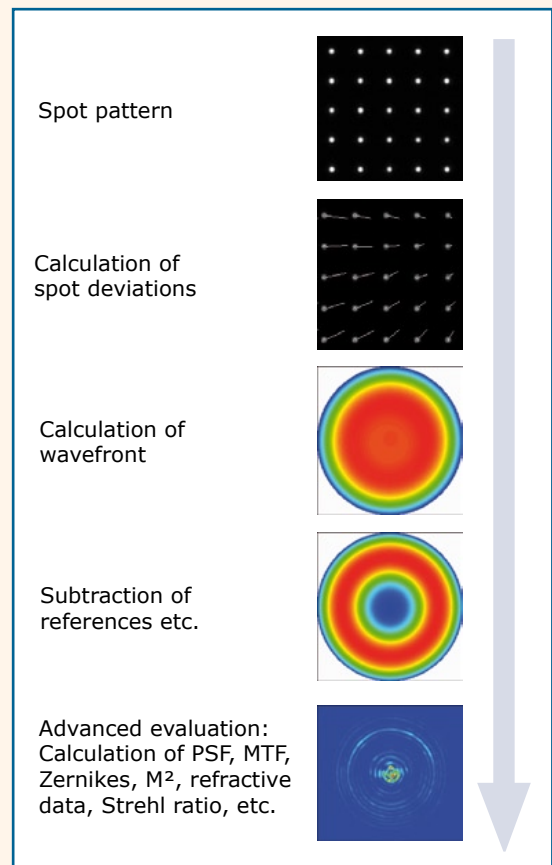 Spot pattern
Calculation of
spot deviations
Calculation of
wavefront
Subtraction of
references etc.
Advanced evaluation:
Calculation of PSF, MTF,
Zernikes, M², refractive
data, Strehl ratio, etc.